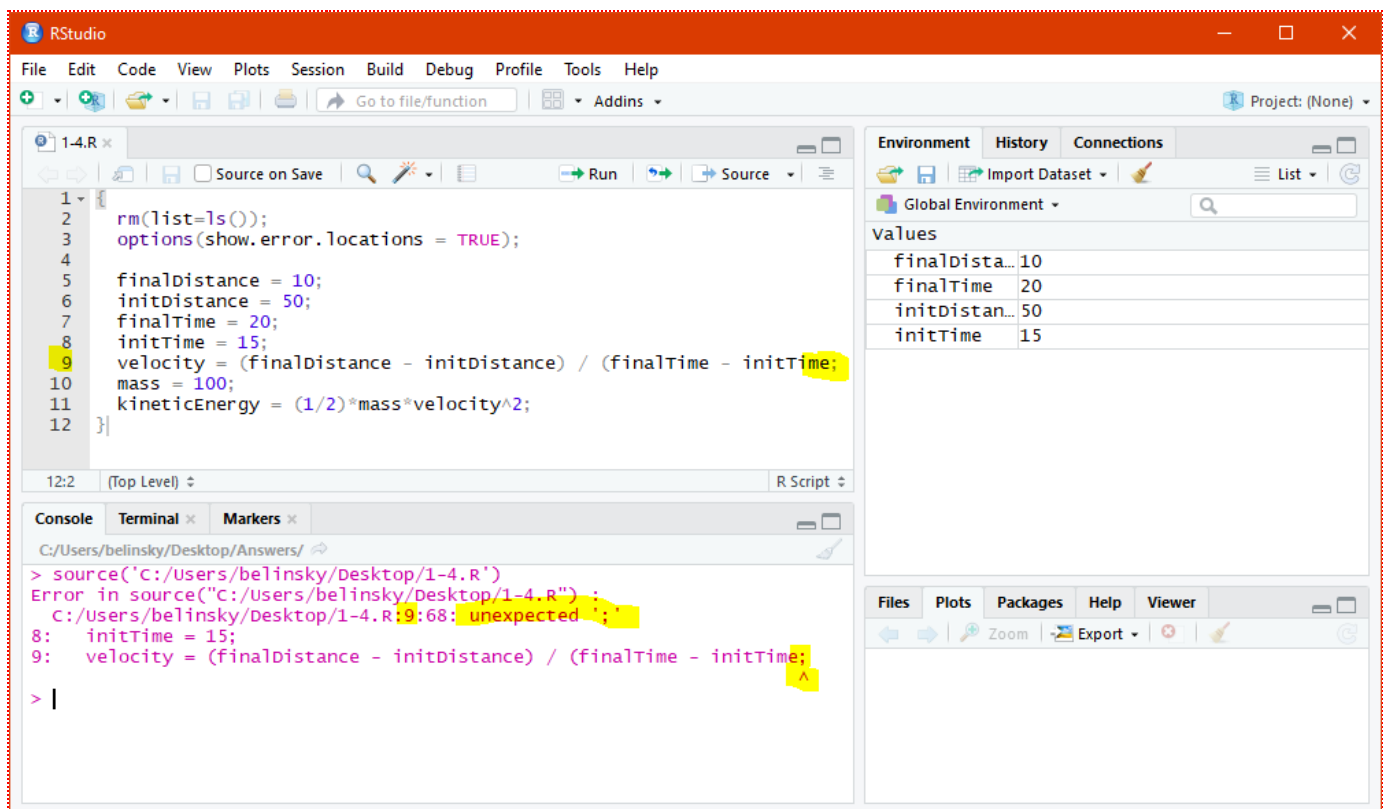 RStudio
File Edit Code View Plots Session Build Debug Profile Tools Help
Go to file/function Addins Project: (None)
1-4.R
Source on Save Run Source
1 {
2 rm(list=ls());
3 options(show.error.locations = TRUE);
4
5 finalDistance = 10;
6 initDistance = 50;
7 finalTime = 20;
8 initTime = 15;
9 velocity = (finalDistance - initDistance) / (finalTime - initTime;
10 mass = 100;
11 kineticEnergy = (1/2)*mass*velocity^2;
12 }
12:2 (Top Level) R Script
Console Terminal Markers
C:/Users/belinsky/Desktop/Answers/
> source('C:/Users/belinsky/Desktop/1-4.R')
Error in source("C:/Users/belinsky/Desktop/1-4.R") :
C:/Users/belinsky/Desktop/1-4.R:9:68: unexpected ';'
8: initTime = 15;
9: velocity = (finalDistance - initDistance) / (finalTime - initTime;
^
>
Environment History Connections
Import Dataset List
Global Environment
Values
finalDista… 10
finalTime 20
initDistan… 50
initTime 15
Files Plots Packages Help Viewer
Zoom Export